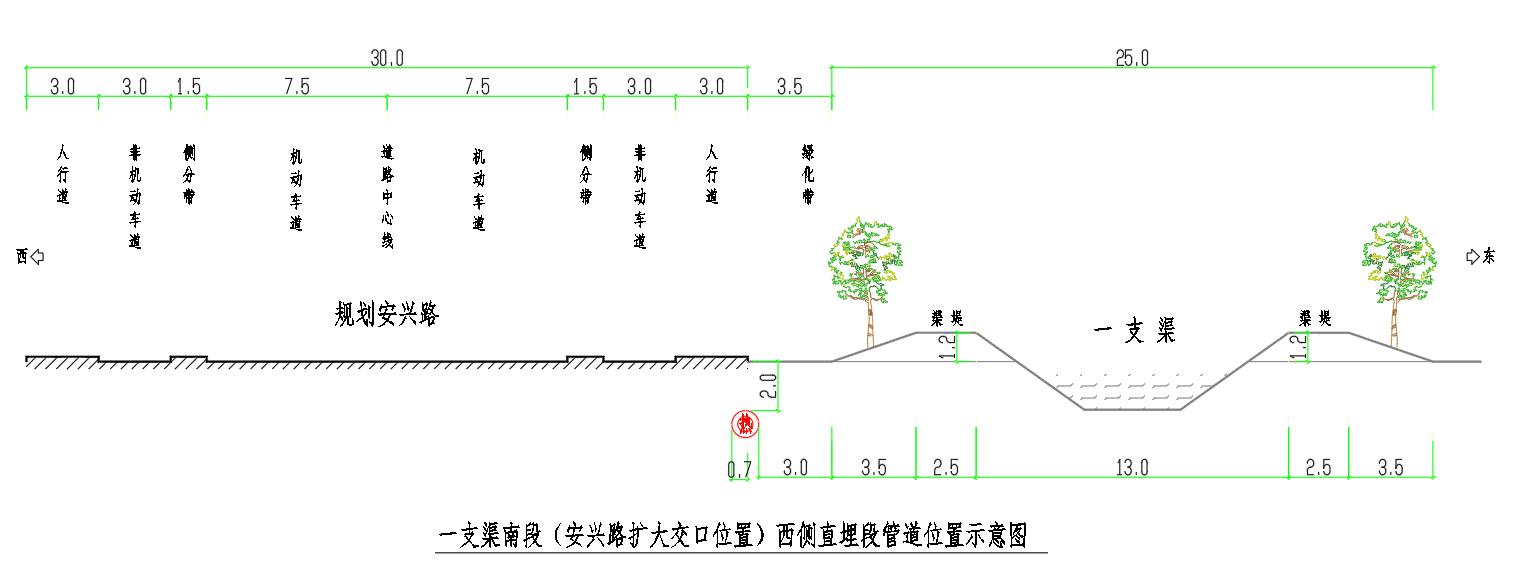 30.0
25.0
3.0
3.0
1.5
7.5
7.5
1.5
3.0
3.0
3.5
人行道
非机动车道
侧分带
机动车道
道路中心线
机动车道
侧分带
非机动车道
人行道
绿化带
西
东
规划安兴路
渠堤
一支渠
渠堤
1.2
1.2
2.0
热
0.7
3.0
3.5
2.5
13.0
2.5
3.5
一支渠南段（安兴路扩大交口位置）西侧直埋段管道位置示意图